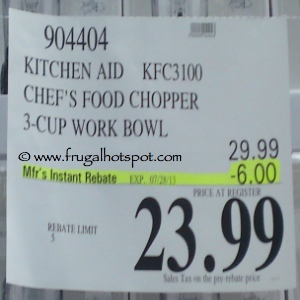 904404
KITCHEN AID KFC3100
CHEF'S FOOD CHOPPER
3-CUP WORK BOWL
© www.frugalhotspot.com
29.99
Mfr's Instant Rebate EXP. 07/28/13 -6.00
PRICE AT REGISTER
23.99
REBATE LIMIT
5
Sales Tax on the pre-rebate price